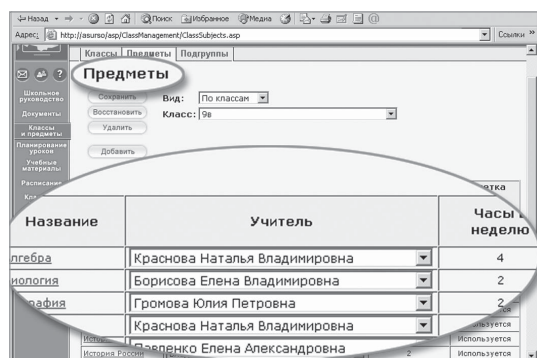 Назад Поиск Избранное Медиа
Адрес: http://asurso/asp/ClassManagement/ClassSubjects.asp Ссылки
Классы Предметы Подгруппы
Предметы
Сохранить Вид: По классам
Восстановить Класс: 9в
Удалить
Добавить
Школьное руководство
Документы
Классы и предметы
Планирование уроков
Учебные материалы
Расписание
Название Учитель Часы в неделю
лгебра Краснова Наталья Владимировна 4
иология Борисова Елена Владимировна 2
рафия Громова Юлия Петровна 2
Краснова Наталья Владимировна
Павленко Елена Александровна
Используется
История России 2 Используется